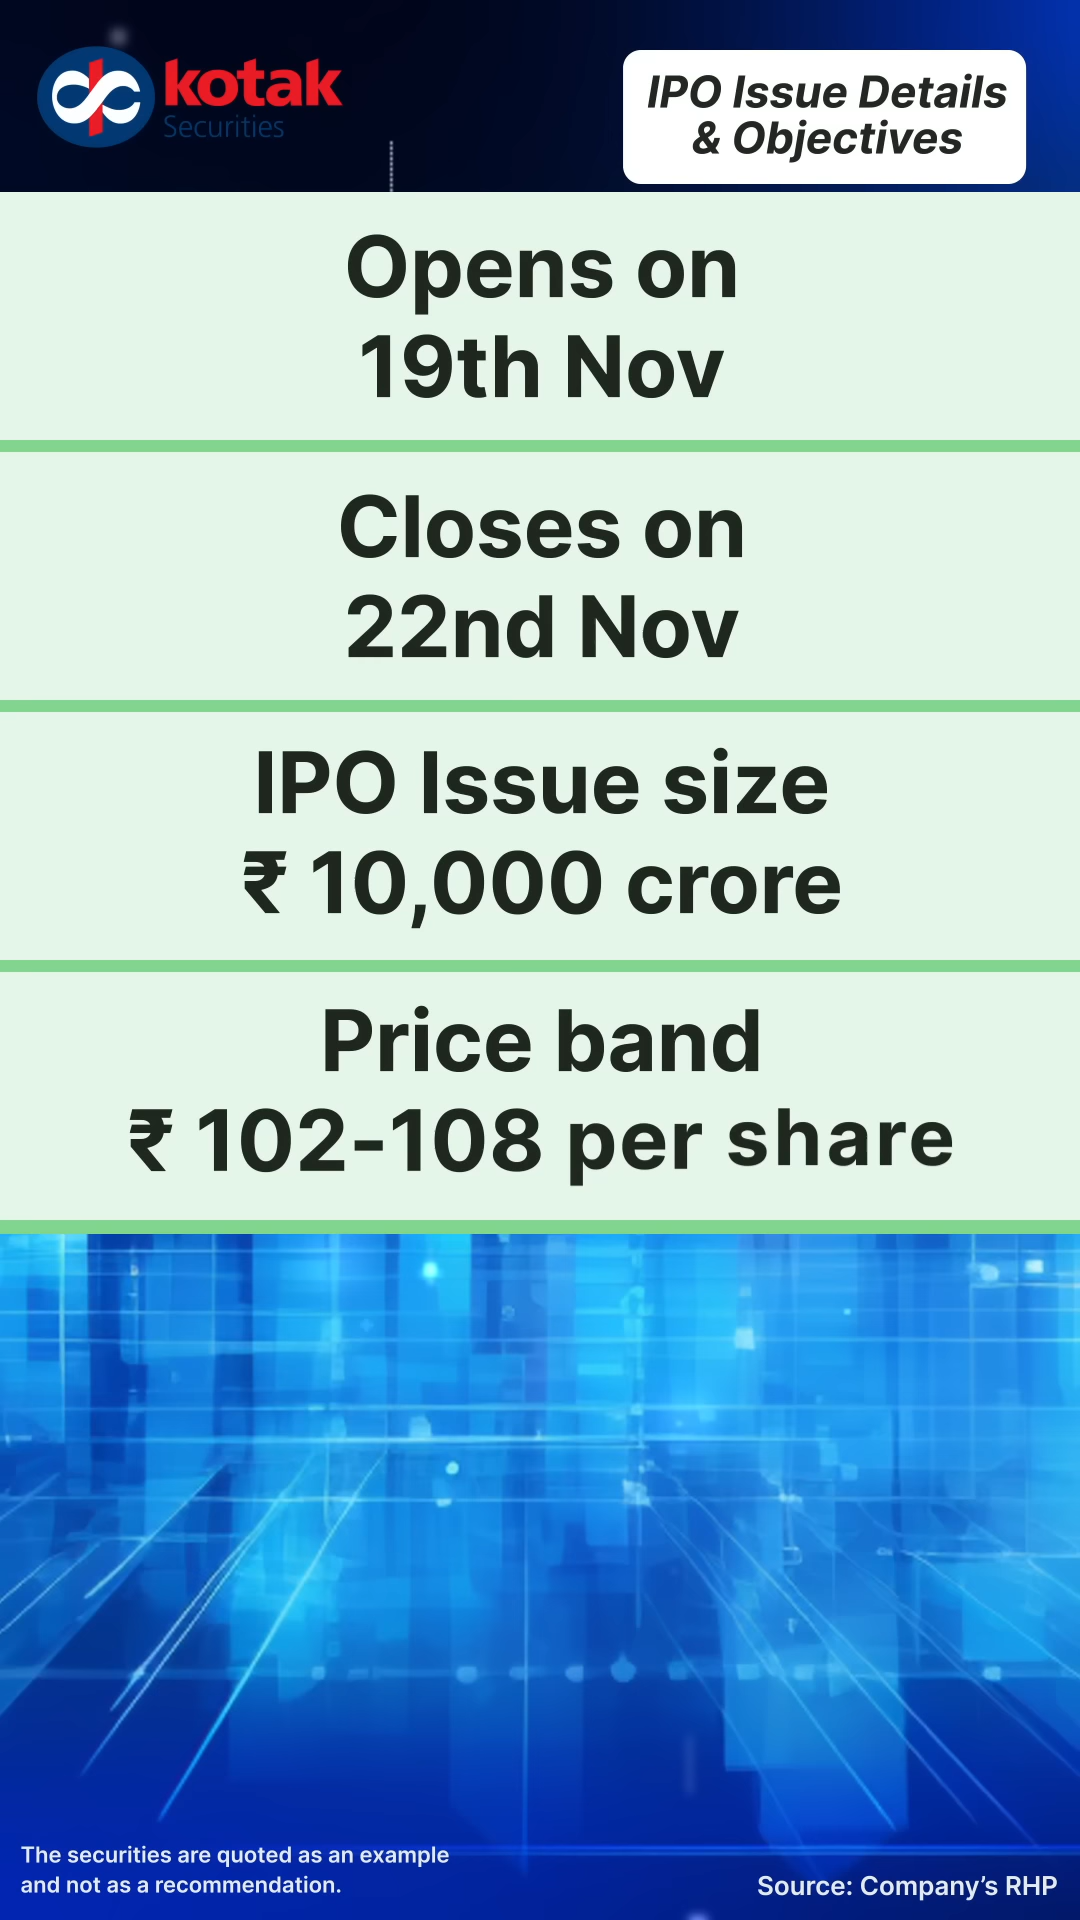 kotak
Securities
IPO Issue Details
& Objectives
Opens on
19th Nov
Closes on
22nd Nov
IPO Issue size
₹ 10,000 crore
Price band
₹ 102-108 per share
The securities are quoted as an example
and not as a recommendation.
Source: Company’s RHP